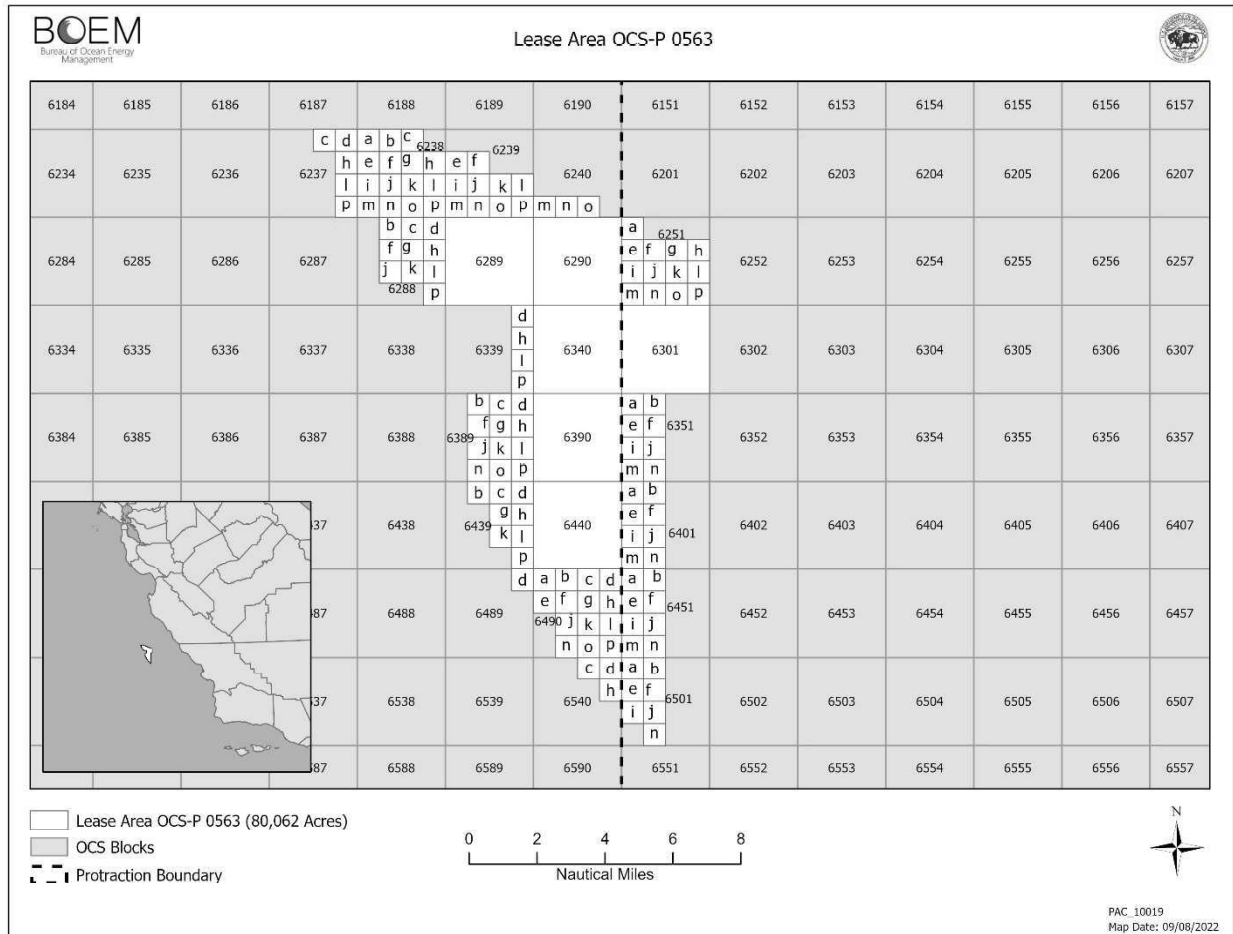 BOEM
Bureau of Ocean Energy
Management
Lease Area OCS-P 0563
6184 6185 6186 6187 6188 6189 6190 6151 6152 6153 6154 6155 6156 6157
c d a b c 6238
h e f g h e f 6239
6234 6235 6236 6237 6240 6201 6202 6203 6204 6205 6206 6207
l i j k l i j k l
p m n o p m n o p m n o
b c d a
6251
f g h e f g h
6284 6285 6286 6287 6289 6290 6252 6253 6254 6255 6256 6257
j k l i j k l
6288 p m n o p
d
h
6334 6335 6336 6337 6338 6339 6340 6301 6302 6303 6304 6305 6306 6307
l
p
b c d a b
f g h e f 6351
6384 6385 6386 6387 6388 6389 6390 6352 6353 6354 6355 6356 6357
j k l i j
n o p m n
b c d a b
g h e f
37 6438 6439 6440 6401 6402 6403 6404 6405 6406 6407
k l i j
p m n
d a b c d a b
e f g h e f
87 6488 6489 6451 6452 6453 6454 6455 6456 6457
6490 j k l i j
n o p m n
c d a b
h e f
37 6538 6539 6540 6501 6502 6503 6504 6505 6506 6507
i j
n
87 6588 6589 6590 6551 6552 6553 6554 6555 6556 6557
Lease Area OCS-P 0563 (80,062 Acres)
OCS Blocks
Protraction Boundary
0 2 4 6 8
Nautical Miles
N
PAC_10019
Map Date: 09/08/2022